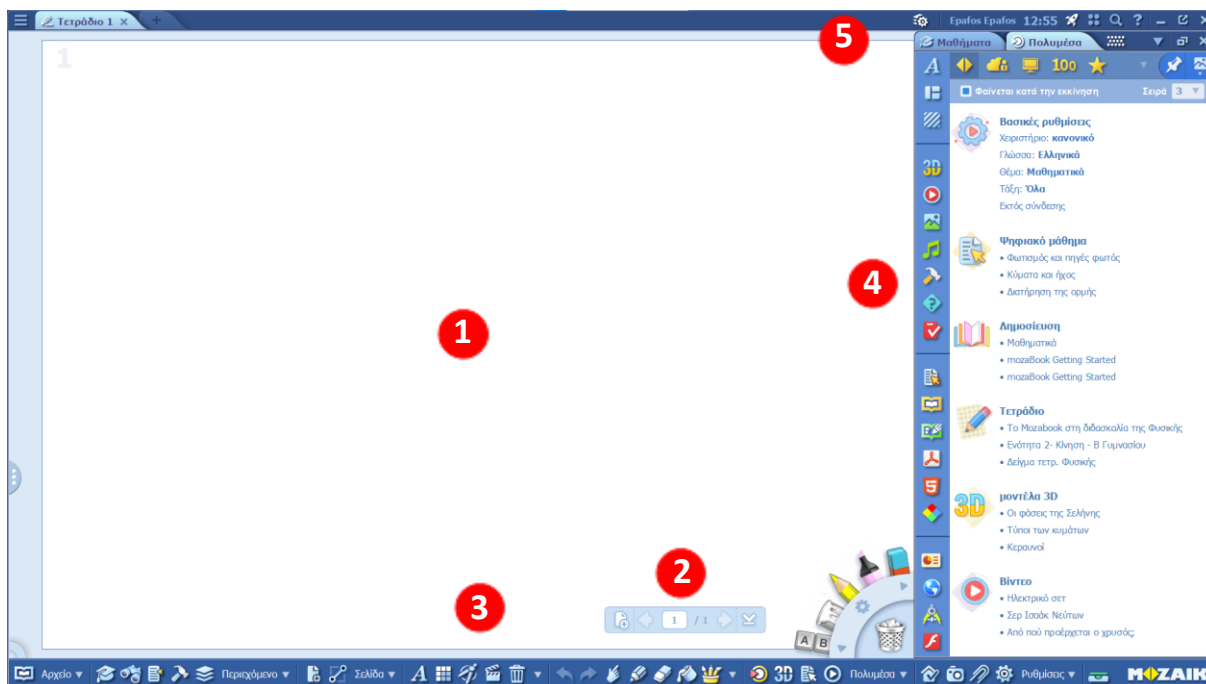 Τετράδιο 1 × +
Epafos Epafos 12:55 ?
5
Μαθήματα Πολυμέσα
1
A 100
Φαίνεται κατά την εκκίνηση Σειρά 3
Βασικές ρυθμίσεις
Χειριστήριο: κανονικό
Γλώσσα: Ελληνικά
Θέμα: Μαθηματικά
Τάξη: Όλα
Εκτός σύνδεσης
3D
Ψηφιακό μάθημα
• Φωτισμός και πηγές φωτός
• Κύματα και ήχος
• Διατήρηση της ορμής
4
1
Δημοσίευση
• Μαθηματικά
• mozaBook Getting Started
• mozaBook Getting Started
Τετράδιο
• Το Mozabook στη διδασκαλία της Φυσικής
• Ενότητα 2- Κίνηση - Β Γυμνασίου
• Δείγμα τετρ. Φυσικής
5
3D
μοντέλα 3D
• Οι φάσεις της Σελήνης
• Τύποι των κυμάτων
• Κεραυνοί
2
3
Βίντεο
• Ηλεκτρικό σετ
• Σερ Ισαάκ Νεύτων
• Από πού προέρχεται ο χρυσός;
1 / 1
A B
Αρχείο Περιεχόμενο Σελίδα A 3D Πολυμέσα Ρυθμίσεις MOZAIK